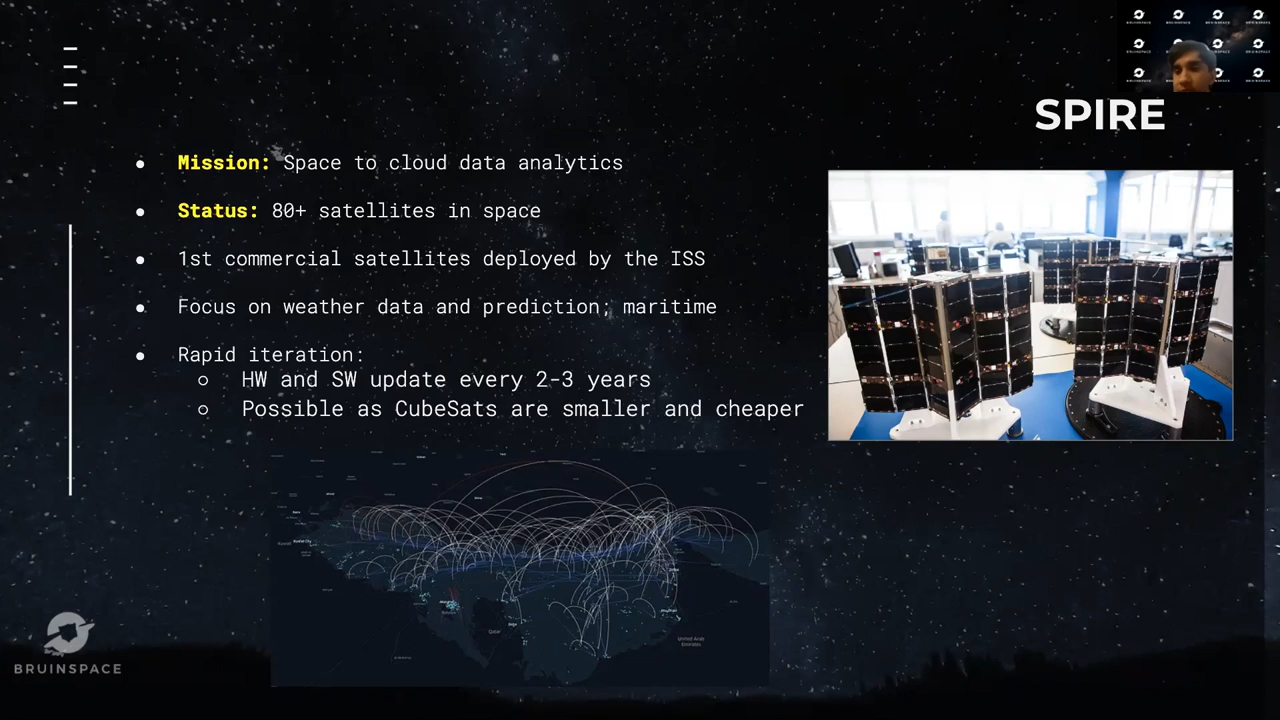 SPIRE
Mission: Space to cloud data analytics
Status: 80+ satellites in space
1st commercial satellites deployed by the ISS
Focus on weather data and prediction; maritime
Rapid iteration:
HW and SW update every 2-3 years
Possible as CubeSats are smaller and cheaper
Qatar
United Arab
Emirates
BRUINSPACE